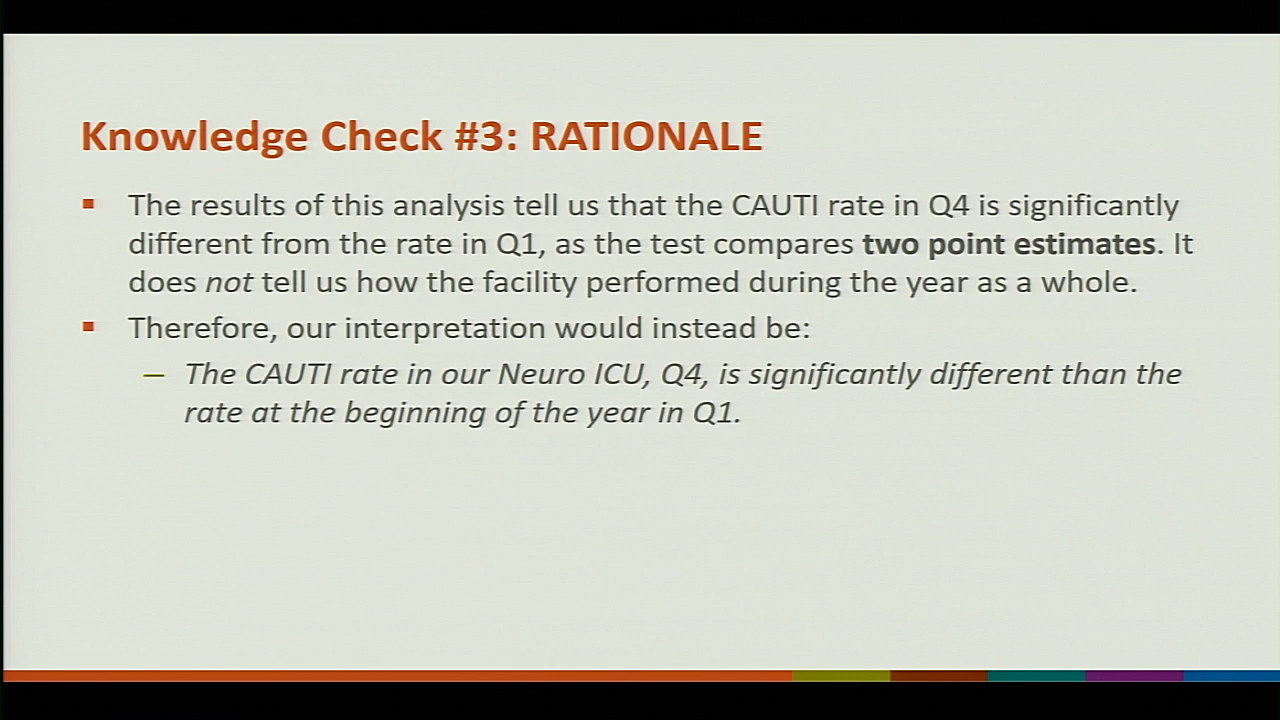 Knowledge Check #3: RATIONALE
▪ The results of this analysis tell us that the CAUTI rate in Q4 is significantly
different from the rate in Q1, as the test compares two point estimates. It
does not tell us how the facility performed during the year as a whole.
▪ Therefore, our interpretation would instead be:
– The CAUTI rate in our Neuro ICU, Q4, is significantly different than the
rate at the beginning of the year in Q1.